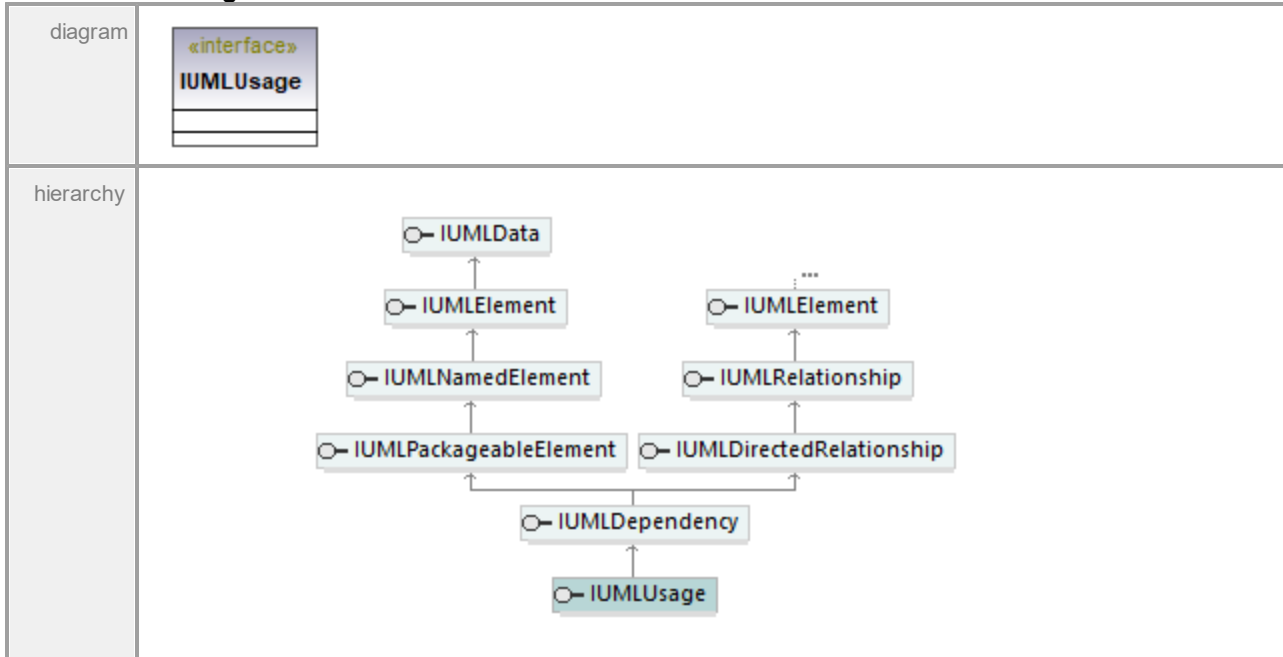 diagram
«interface»
IUMLUsage
hierarchy
IUMLData
...
IUMLElement IUMLElement
IUMLNamedElement IUMLRelationship
IUMLPackageableElement IUMLDirectedRelationship
IUMLDependency
IUMLUsage